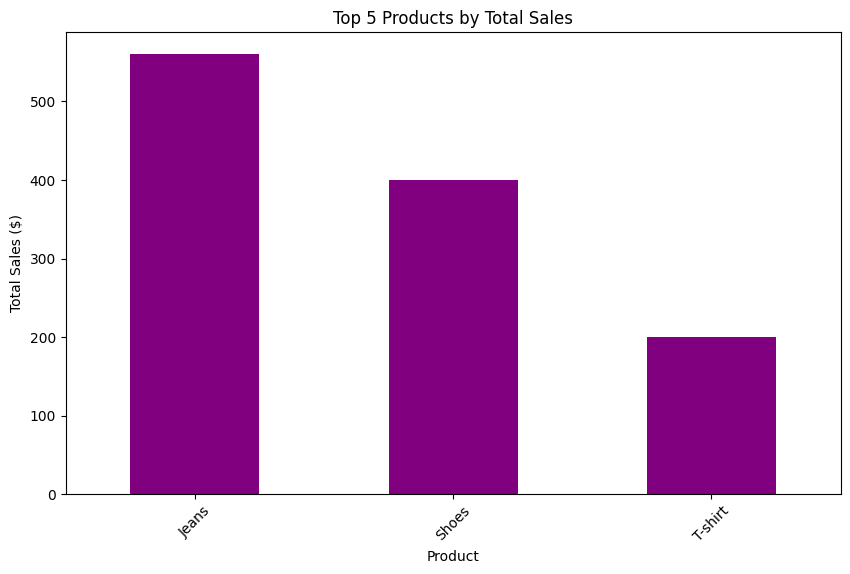 Top 5 Products by Total Sales
Total Sales ($)
500
400
300
200
100
0
Jeans
Shoes
T-shirt
Product